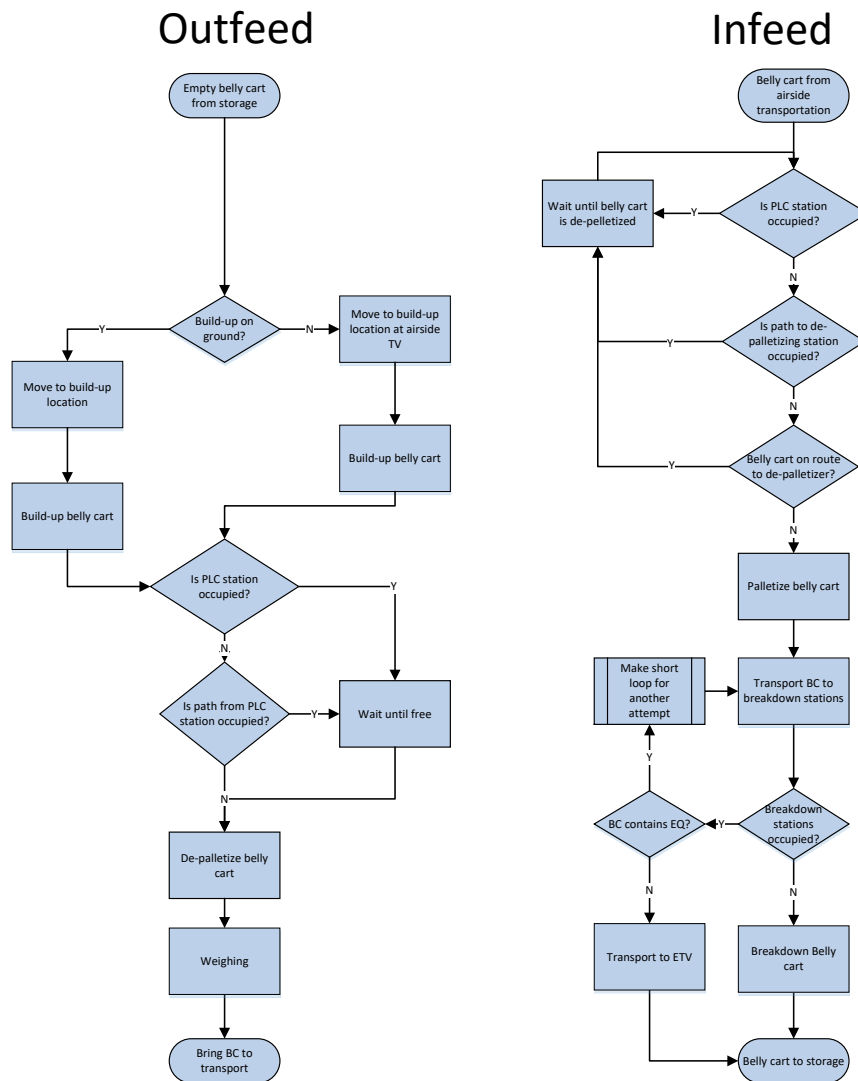 Outfeed
Empty belly cart
from storage
Build-up on
ground?
Y
N
Move to build-up
location at airside
TV
Move to build-up
location
Build-up belly cart
Build-up belly cart
Is PLC station
occupied?
Y
.N.
Is path from PLC
station occupied?
Y
Wait until free
N
De-palletize belly
cart
Weighing
Bring BC to
transport
Infeed
Belly cart from
airside
transportation
Wait until belly cart
is de-pelletized
Y
Is PLC station
occupied?
N
Is path to de-
palletizing station
occupied?
Y
N
Belly cart on route
to de-palletizer?
Y
N
Palletize belly cart
Make short
loop for
another
attempt
Transport BC to
breakdown stations
Y
BC contains EQ?
Y
Breakdown
stations
occupied?
N
N
Transport to ETV
Breakdown Belly
cart
Belly cart to storage